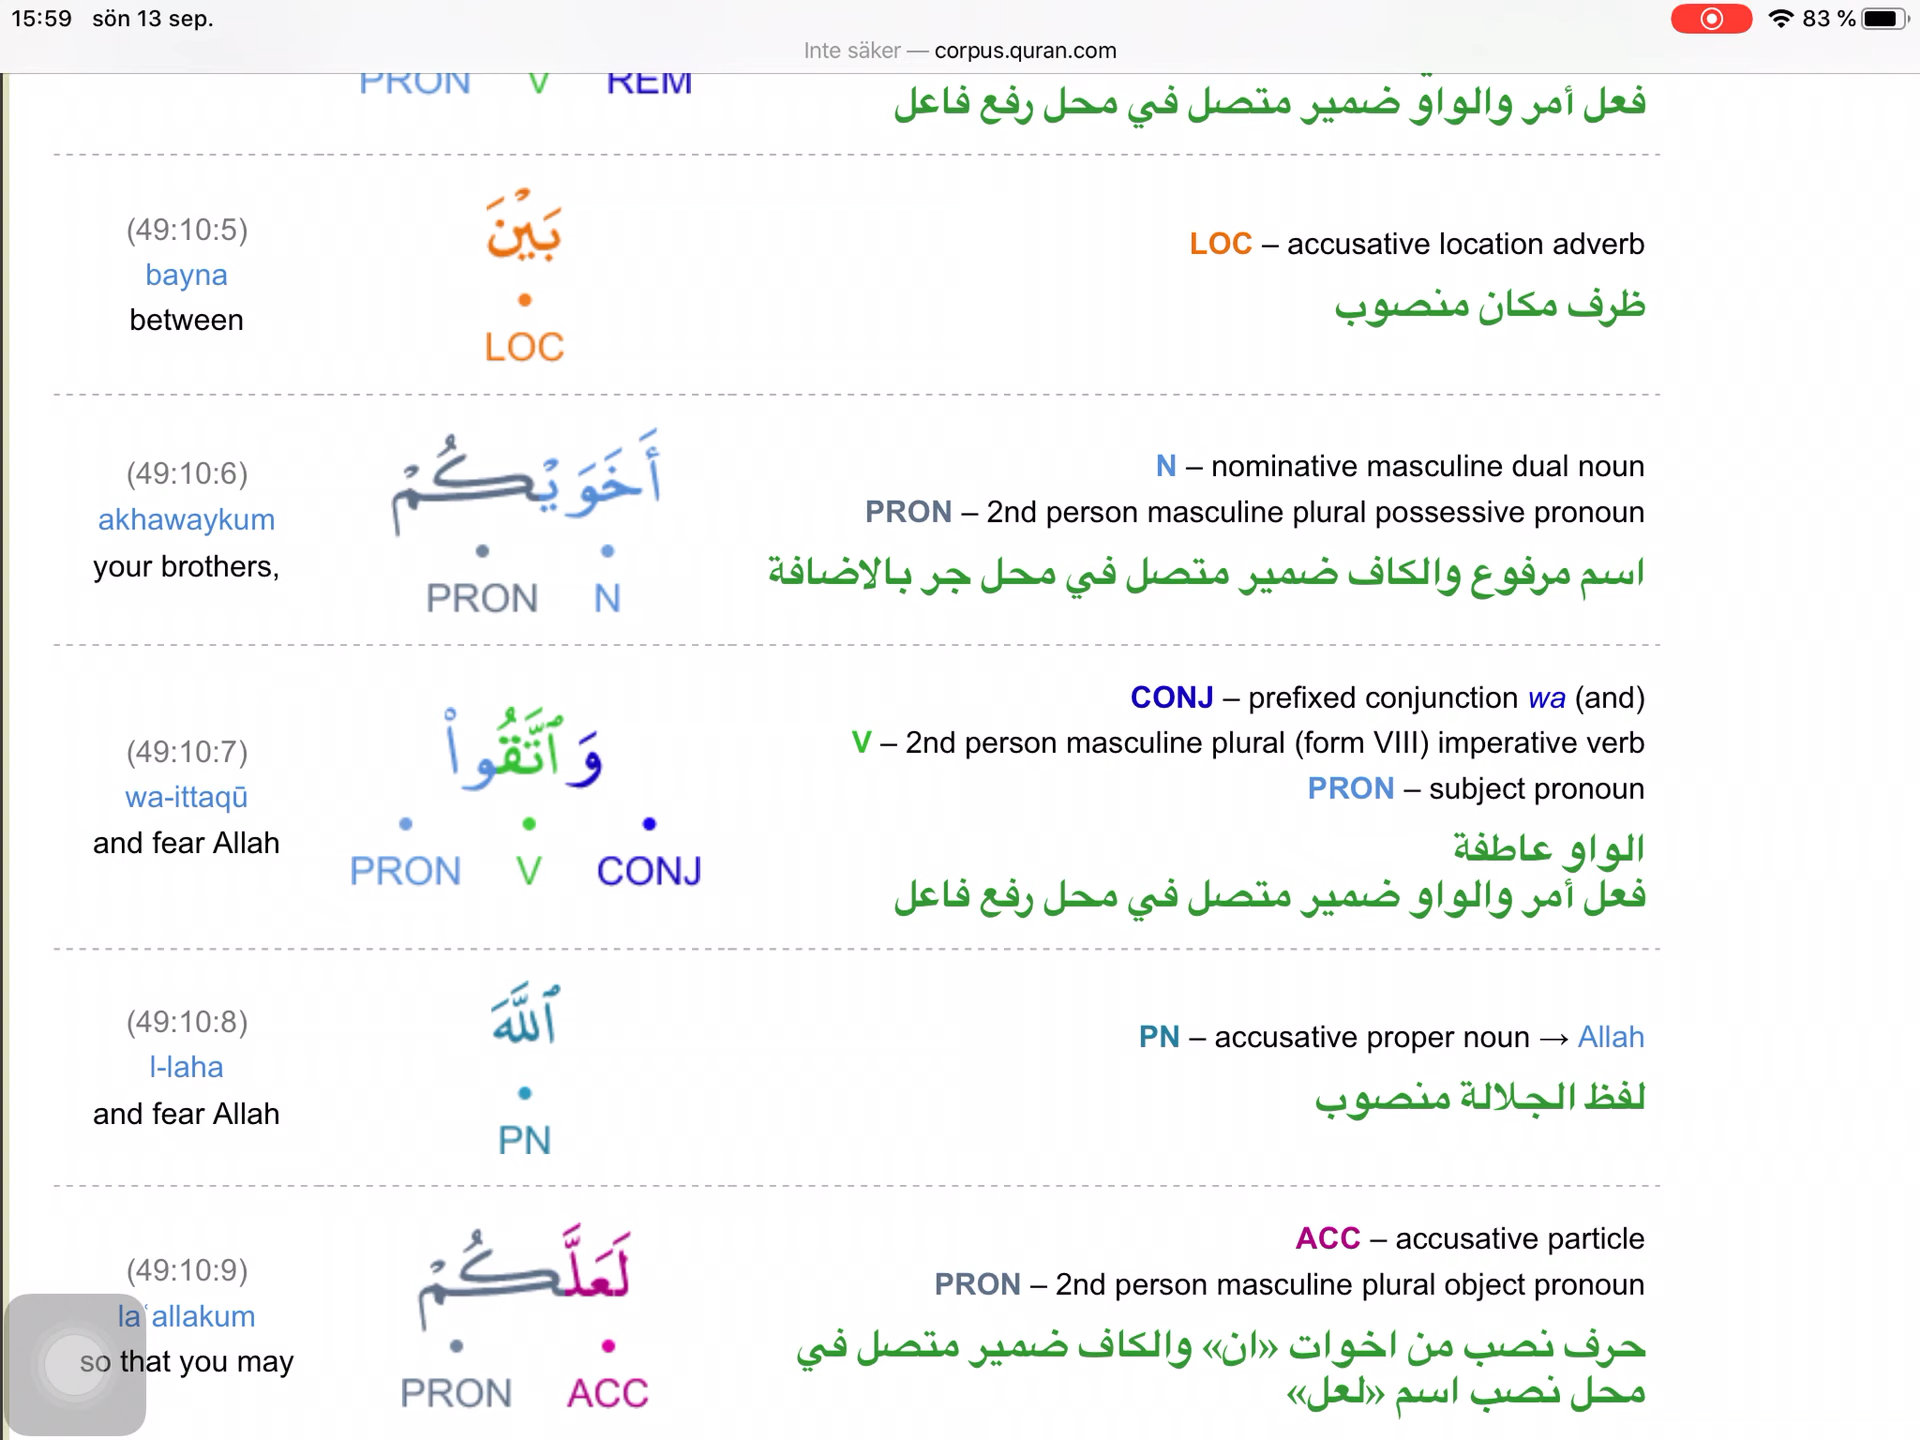 15:59 sön 13 sep.
83 %
Inte säker — corpus.quran.com
PRON V REM
فعل أمر والواو ضمير متصل في محل رفع فاعل
(49:10:5)
bayna
between
بَيْنَ
LOC
LOC – accusative location adverb
ظرف مكان منصوب
(49:10:6)
akhawaykum
your brothers,
أَخَوَيْكُمْ
PRON N
N – nominative masculine dual noun
PRON – 2nd person masculine plural possessive pronoun
اسم مرفوع والكاف ضمير متصل في محل جر بالاضافة
(49:10:7)
wa-ittaqū
and fear Allah
وَٱتَّقُوا۟
PRON V CONJ
CONJ – prefixed conjunction wa (and)
V – 2nd person masculine plural (form VIII) imperative verb
PRON – subject pronoun
الواو عاطفة
فعل أمر والواو ضمير متصل في محل رفع فاعل
(49:10:8)
l-laha
and fear Allah
ٱللَّهَ
PN
PN – accusative proper noun → Allah
لفظ الجلالة منصوب
(49:10:9)
laʿallakum
so that you may
لَعَلَّكُمْ
PRON ACC
ACC – accusative particle
PRON – 2nd person masculine plural object pronoun
حرف نصب من اخوات «ان» والكاف ضمير متصل في
محل نصب اسم «لعل»